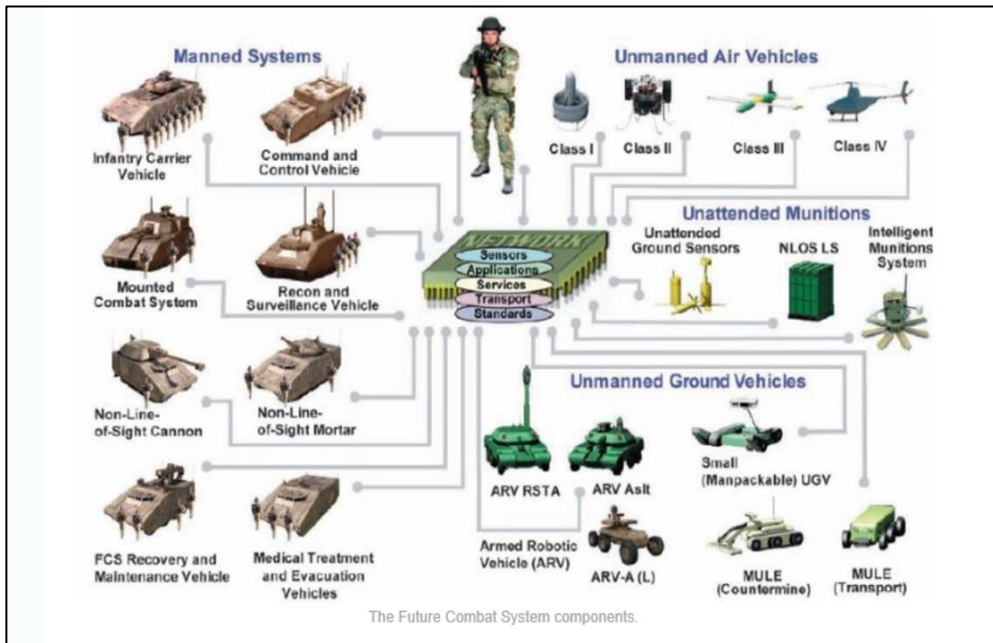 Manned Systems
Infantry Carrier
Vehicle
Command and
Control Vehicle
Mounted
Combat System
Recon and
Surveillance Vehicle
Non-Line-
of-Sight Cannon
Non-Line-
of-Sight Mortar
FCS Recovery and
Maintenance Vehicle
Medical Treatment
and Evacuation
Vehicles
NETWORK
Sensors
Applications
Services
Transport
Standards
Unmanned Air Vehicles
Class I
Class II
Class III
Class IV
Unattended Munitions
Unattended
Ground Sensors
NLOS LS
Intelligent
Munitions
System
Unmanned Ground Vehicles
ARV RSTA
ARV Aslt
Armed Robotic
Vehicle (ARV)
ARV-A (L)
Small
(Manpackable) UGV
MULE
(Countermine)
MULE
(Transport)
The Future Combat System components.